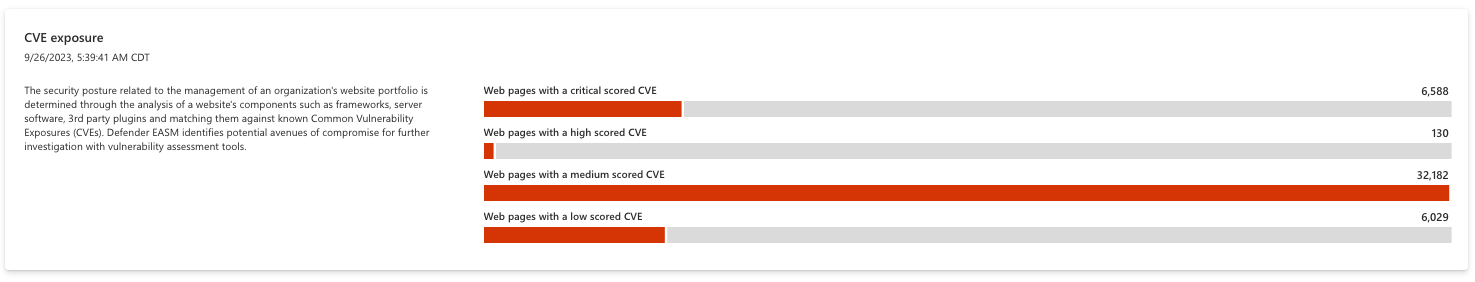 CVE exposure
9/26/2023, 5:39:41 AM CDT
The security posture related to the management of an organization's website portfolio is
determined through the analysis of a website's components such as frameworks, server
software, 3rd party plugins and matching them against known Common Vulnerability
Exposures (CVEs). Defender EASM identifies potential avenues of compromise for further
investigation with vulnerability assessment tools.
Web pages with a critical scored CVE 6,588
Web pages with a high scored CVE 130
Web pages with a medium scored CVE 32,182
Web pages with a low scored CVE 6,029